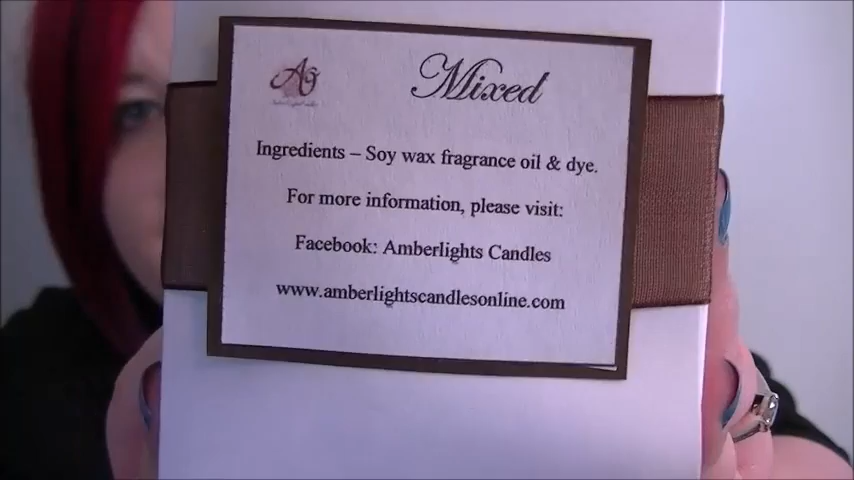 Mixed
Ingredients – Soy wax fragrance oil & dye.
For more information, please visit:
Facebook: Amberlights Candles
www.amberlightscandlesonline.com